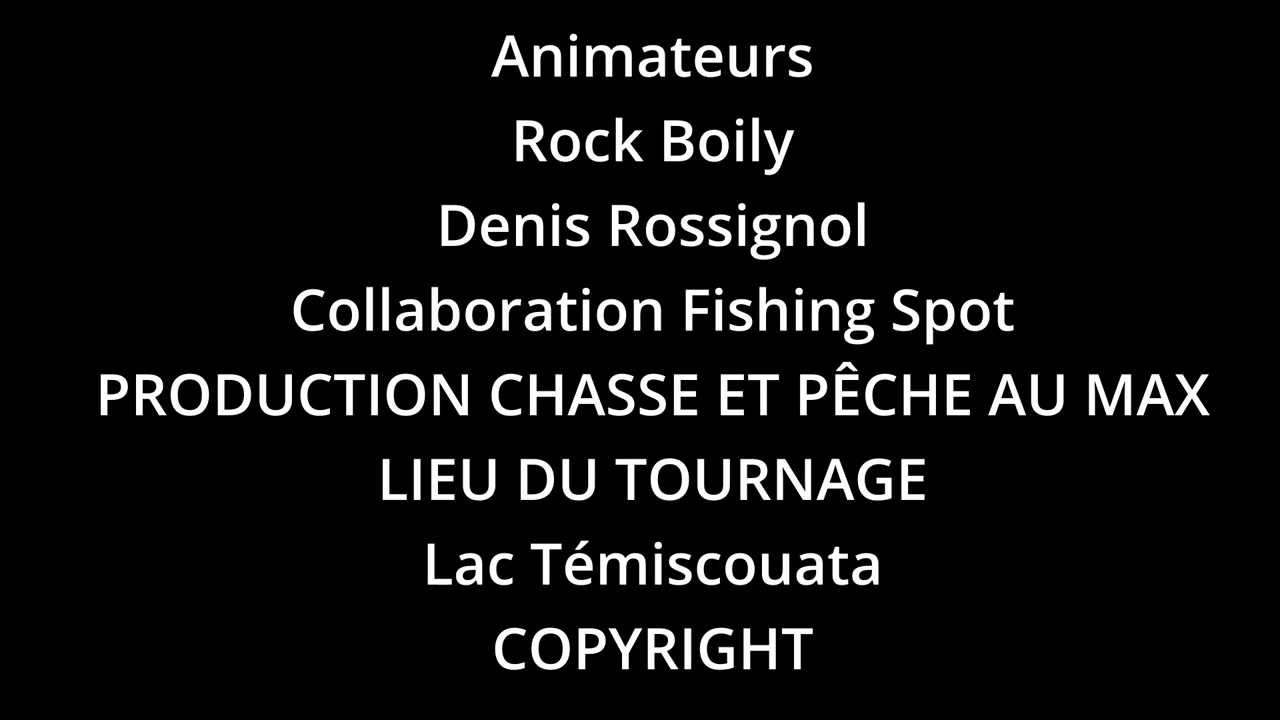 Animateurs
Rock Boily
Denis Rossignol
Collaboration Fishing Spot
PRODUCTION CHASSE ET PÊCHE AU MAX
LIEU DU TOURNAGE
Lac Témiscouata
COPYRIGHT